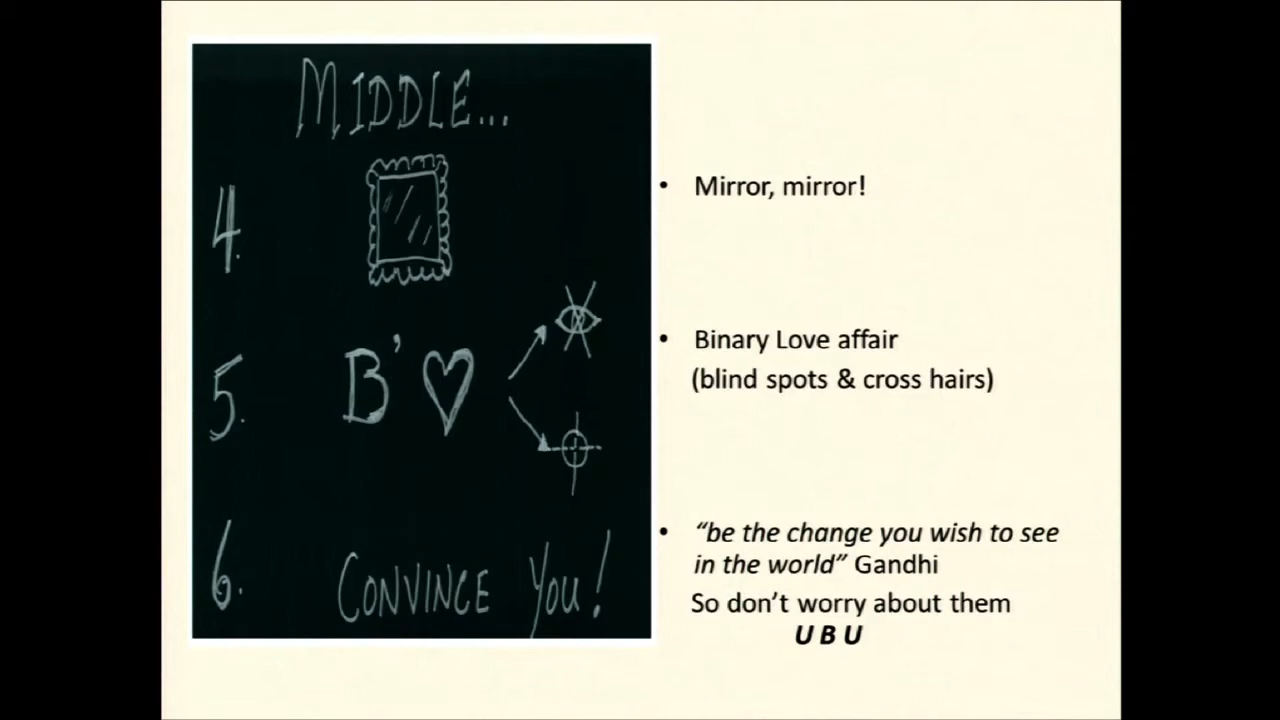 MIDDLE...
4.
5.
B' ♡
6.
CONVINCE YOU!
• Mirror, mirror!
• Binary Love affair
(blind spots & cross hairs)
• “be the change you wish to see
in the world” Gandhi
So don’t worry about them
U B U